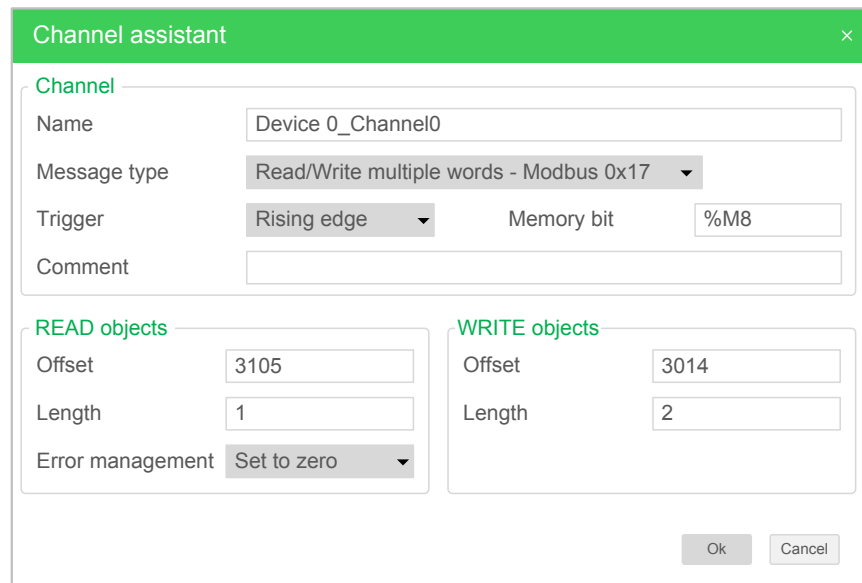 Channel assistant ×
Channel
Name Device 0_Channel0
Message type Read/Write multiple words - Modbus 0x17
Trigger Rising edge Memory bit %M8
Comment
READ objects
Offset 3105
Length 1
Error management Set to zero
WRITE objects
Offset 3014
Length 2
Ok Cancel